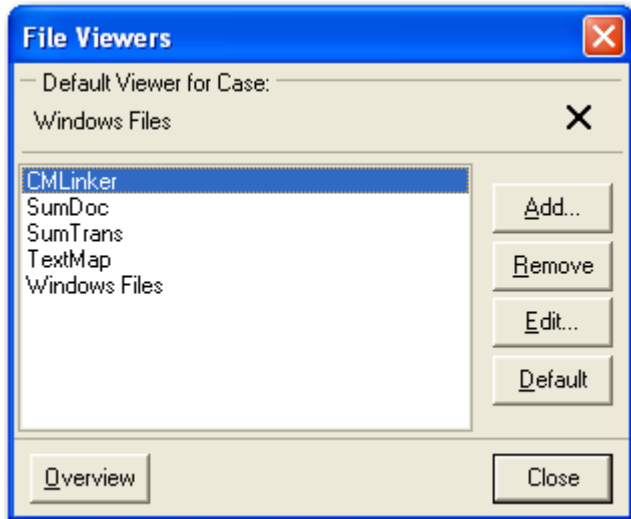 File Viewers
Default Viewer for Case:
Windows Files
CMLinker
SumDoc
SumTrans
TextMap
Windows Files
Add...
Remove
Edit...
Default
Overview
Close